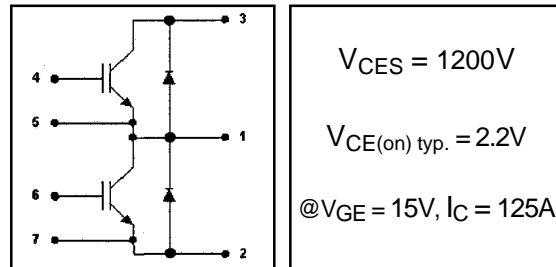 3
4
5
1
6
7
2
VCES = 1200V
VCE(on) typ. = 2.2V
@VGE = 15V, IC = 125A